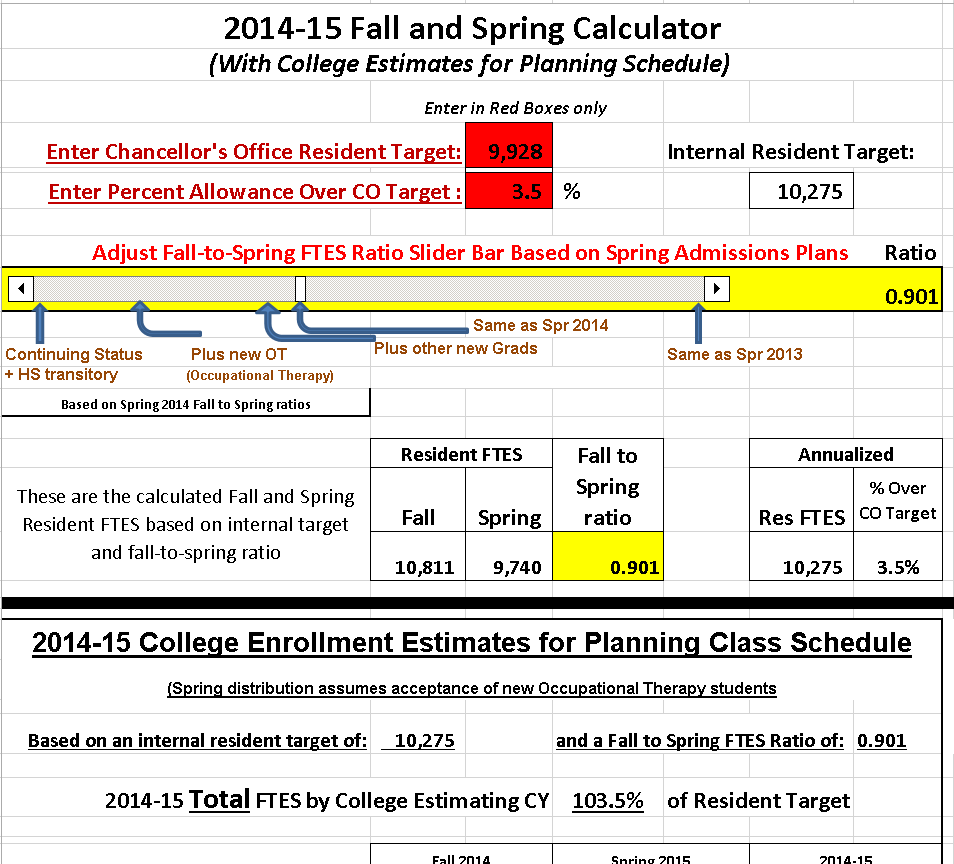 2014-15 Fall and Spring Calculator
(With College Estimates for Planning Schedule)
Enter in Red Boxes only
Enter Chancellor's Office Resident Target: 9,928 Internal Resident Target:
Enter Percent Allowance Over CO Target : 3.5 % 10,275
Adjust Fall-to-Spring FTES Ratio Slider Bar Based on Spring Admissions Plans Ratio
0.901
Same as Spr 2014
Continuing Status Plus new OT Plus other new Grads Same as Spr 2013
+ HS transitory (Occupational Therapy)
Based on Spring 2014 Fall to Spring ratios
Resident FTES Fall to Annualized
These are the calculated Fall and Spring Spring % Over
Resident FTES based on internal target Fall Spring ratio Res FTES CO Target
and fall-to-spring ratio
10,811 9,740 0.901 10,275 3.5%
2014-15 College Enrollment Estimates for Planning Class Schedule
(Spring distribution assumes acceptance of new Occupational Therapy students
Based on an internal resident target of: 10,275 and a Fall to Spring FTES Ratio of: 0.901
2014-15 Total FTES by College Estimating CY 103.5% of Resident Target
Fall 2014 Spring 2015 2014-15